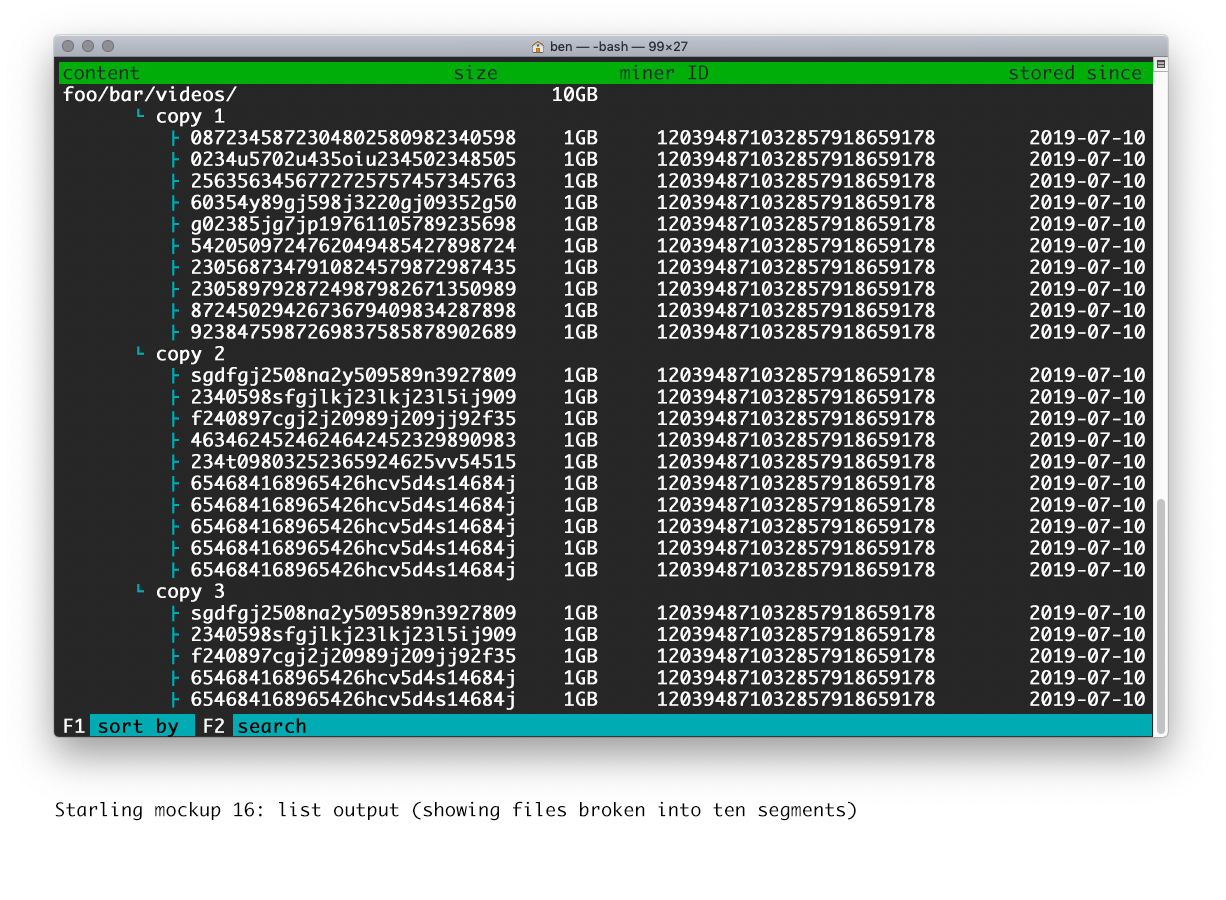 ben — -bash — 99×27
content size miner ID stored since
foo/bar/videos/ 10GB
└ copy 1
├ 0872345872304802580982340598 1GB 120394871032857918659178 2019-07-10
├ 0234u5702u435oiu234502348505 1GB 120394871032857918659178 2019-07-10
├ 2563563456772725757457345763 1GB 120394871032857918659178 2019-07-10
├ 60354y89gj598j3220gj09352g50 1GB 120394871032857918659178 2019-07-10
├ g02385jg7jp19761105789235698 1GB 120394871032857918659178 2019-07-10
├ 5420509724762049485427898724 1GB 120394871032857918659178 2019-07-10
├ 2305687347910824579872987435 1GB 120394871032857918659178 2019-07-10
├ 2305897928724987982671350989 1GB 120394871032857918659178 2019-07-10
├ 8724502942673679409834287898 1GB 120394871032857918659178 2019-07-10
├ 9238475987269837585878902689 1GB 120394871032857918659178 2019-07-10
└ copy 2
├ sgdfgj2508na2y509589n3927809 1GB 120394871032857918659178 2019-07-10
├ 2340598sfgjlkj23lkj23l5ij909 1GB 120394871032857918659178 2019-07-10
├ f240897cgj2j20989j209jj92f35 1GB 120394871032857918659178 2019-07-10
├ 4634624524624642452329890983 1GB 120394871032857918659178 2019-07-10
├ 234t09803252365924625vv54515 1GB 120394871032857918659178 2019-07-10
├ 654684168965426hcv5d4s14684j 1GB 120394871032857918659178 2019-07-10
├ 654684168965426hcv5d4s14684j 1GB 120394871032857918659178 2019-07-10
├ 654684168965426hcv5d4s14684j 1GB 120394871032857918659178 2019-07-10
├ 654684168965426hcv5d4s14684j 1GB 120394871032857918659178 2019-07-10
├ 654684168965426hcv5d4s14684j 1GB 120394871032857918659178 2019-07-10
└ copy 3
├ sgdfgj2508na2y509589n3927809 1GB 120394871032857918659178 2019-07-10
├ 2340598sfgjlkj23lkj23l5ij909 1GB 120394871032857918659178 2019-07-10
├ f240897cgj2j20989j209jj92f35 1GB 120394871032857918659178 2019-07-10
├ 654684168965426hcv5d4s14684j 1GB 120394871032857918659178 2019-07-10
├ 654684168965426hcv5d4s14684j 1GB 120394871032857918659178 2019-07-10
F1 sort by F2 search
Starling mockup 16: list output (showing files broken into ten segments)